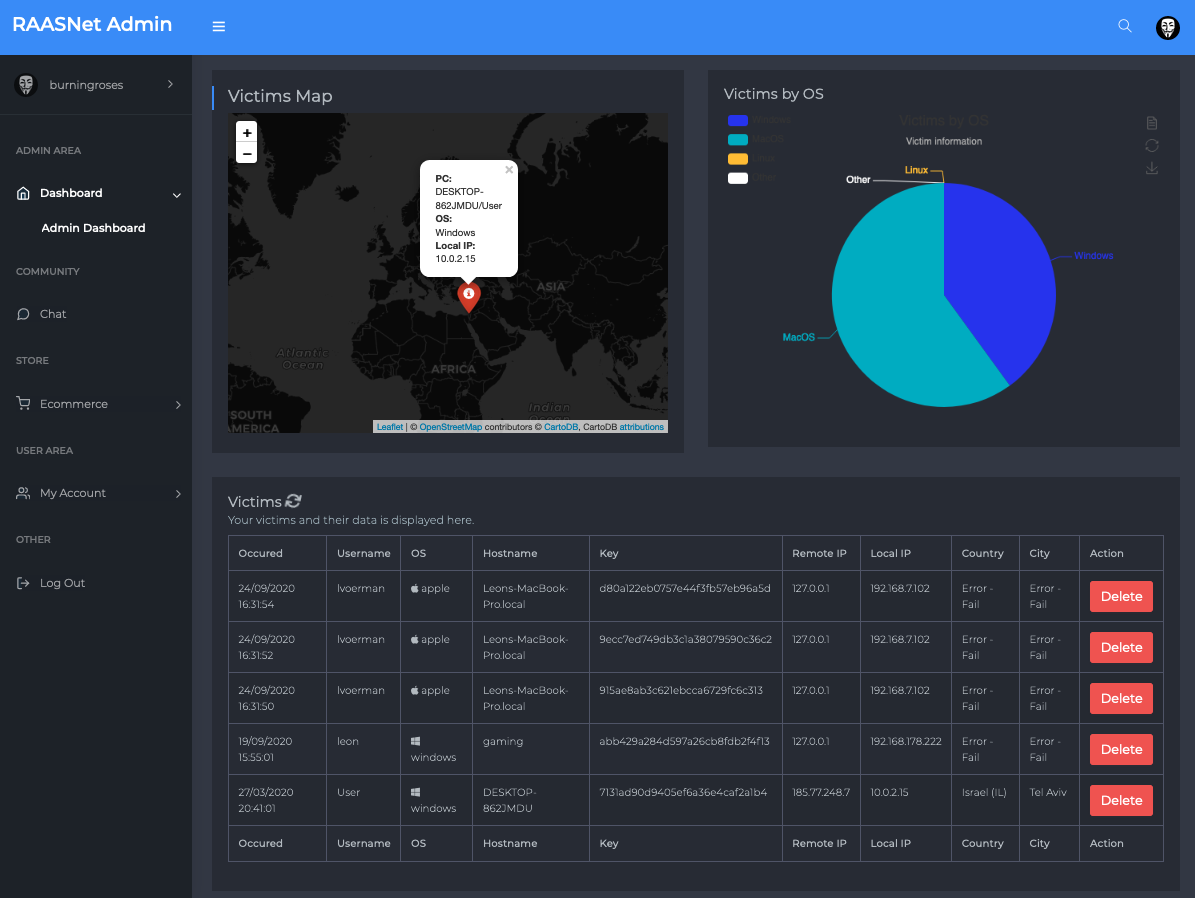 RAASNet Admin
burningroses
ADMIN AREA
Dashboard
Admin Dashboard
COMMUNITY
Chat
STORE
Ecommerce
USER AREA
My Account
OTHER
Log Out
Victims Map
+
−
×
PC:
DESKTOP-
862JMDU/User
OS:
Windows
Local IP:
10.0.2.15
ASIA
Atlantic
Ocean
AFRICA
SOUTH
AMERICA
Indian
Ocean
Leaflet | © OpenStreetMap contributors © CartoDB, CartoDB attributions
Victims by OS
Victims by OS
Victim information
Windows
MacOS
Linux
Other
Linux
Other
Windows
MacOS
Victims
Your victims and their data is displayed here.
Occured Username OS Hostname Key Remote IP Local IP Country City Action
24/09/2020 lvoerman apple Leons-MacBook- d80a122eb0757e44f3fb57eb96a5d 127.0.0.1 192.168.7.102 Error - Error - Delete
16:31:54 Pro.local Fail Fail
24/09/2020 lvoerman apple Leons-MacBook- 9ecc7ed749db3c1a38079590c36c2 127.0.0.1 192.168.7.102 Error - Error - Delete
16:31:52 Pro.local Fail Fail
24/09/2020 lvoerman apple Leons-MacBook- 915ae8ab3c621ebcca6729fc6c313 127.0.0.1 192.168.7.102 Error - Error - Delete
16:31:50 Pro.local Fail Fail
19/09/2020 leon gaming abb429a284d597a26cb8fdb2f4f13 127.0.0.1 192.168.178.222 Error - Error - Delete
15:55:01 windows Fail Fail
27/03/2020 User DESKTOP- 7131ad90d9405ef6a36e4caf2a1b4 185.77.248.7 10.0.2.15 Israel (IL) Tel Aviv Delete
20:41:01 windows 862JMDU
Occured Username OS Hostname Key Remote IP Local IP Country City Action